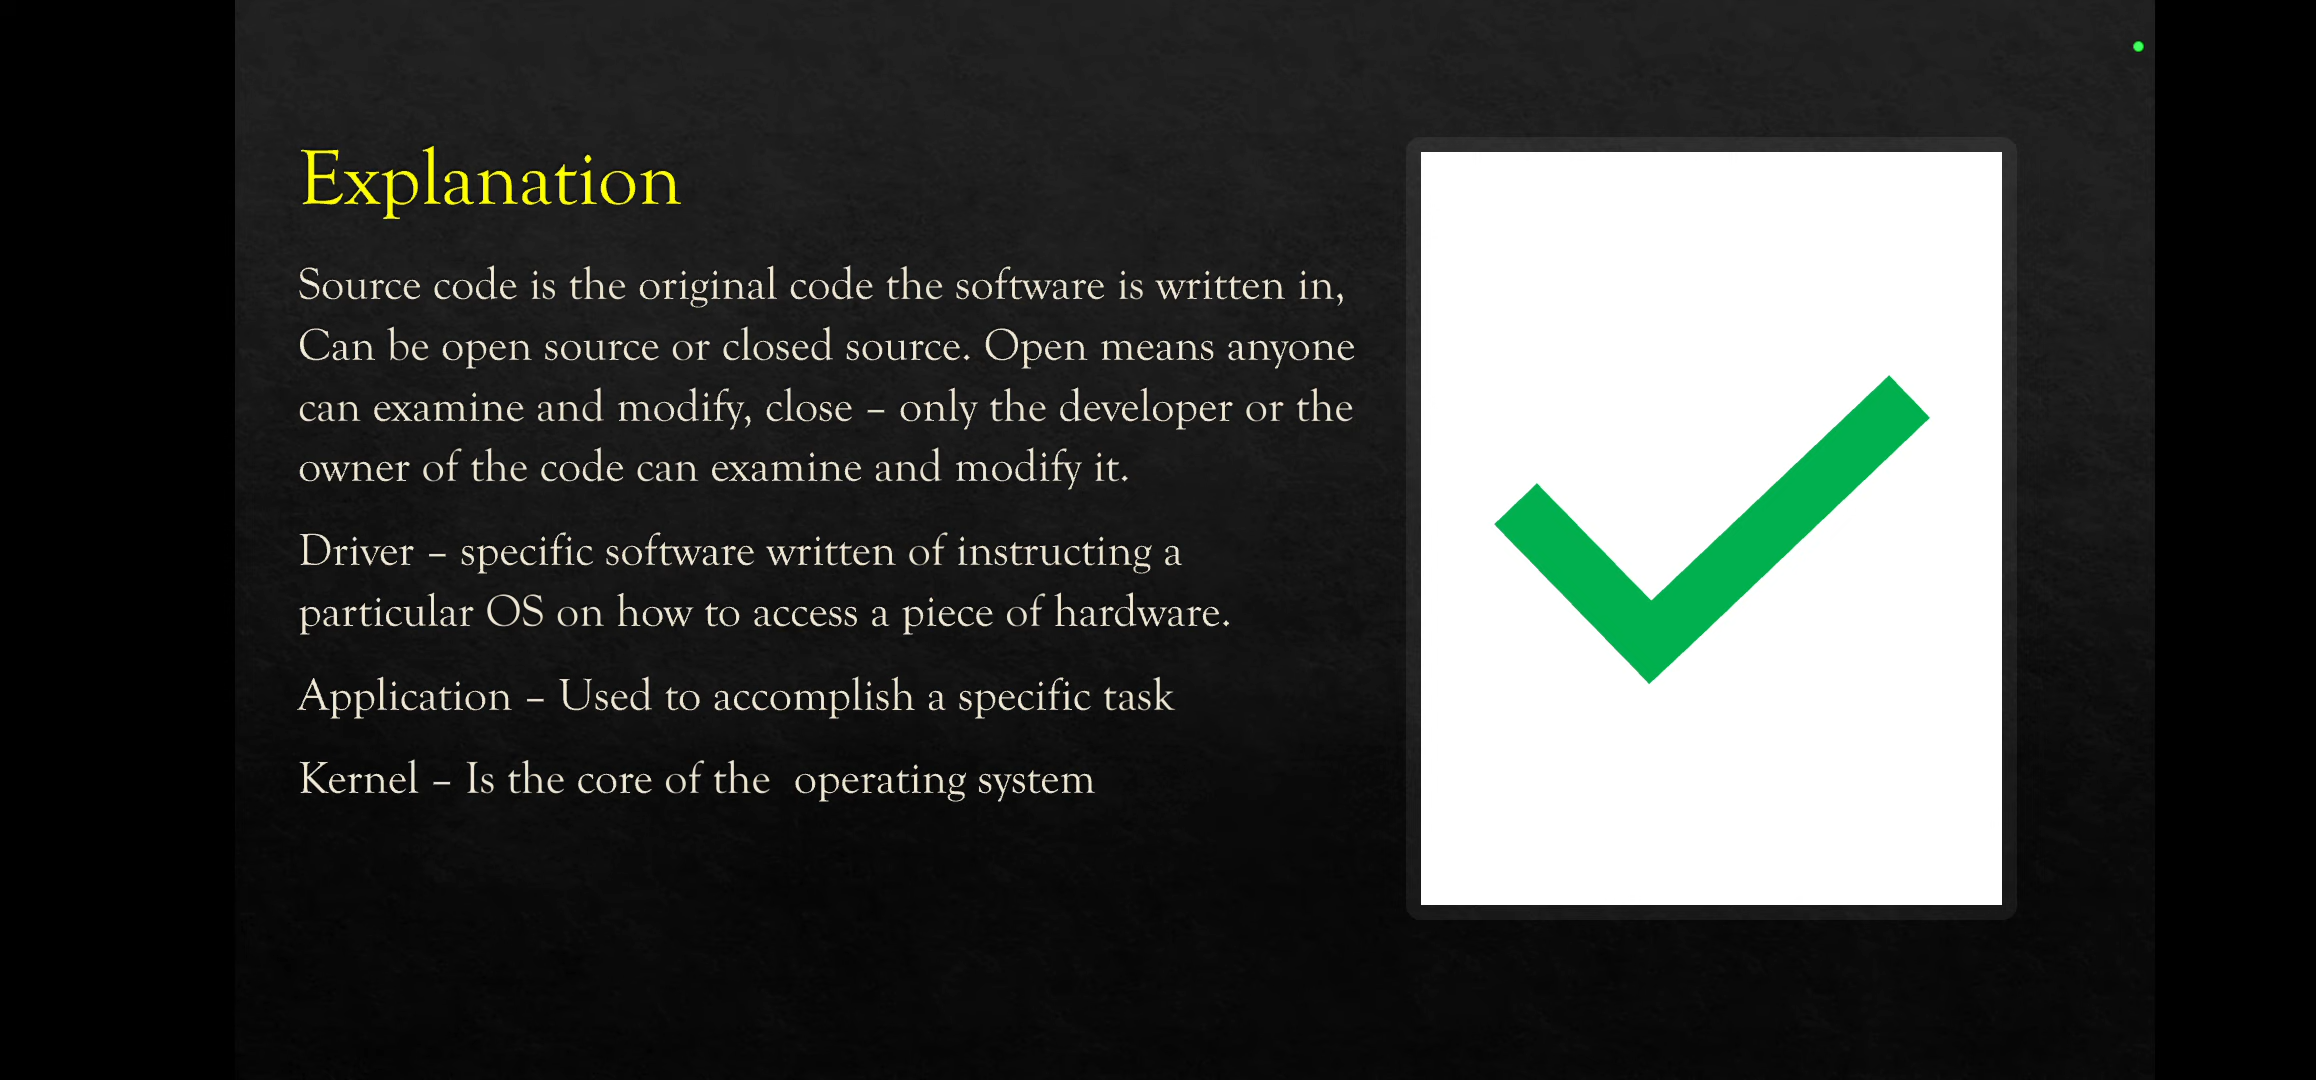 Explanation
Source code is the original code the software is written in,
Can be open source or closed source. Open means anyone
can examine and modify, close – only the developer or the
owner of the code can examine and modify it.
Driver – specific software written of instructing a
particular OS on how to access a piece of hardware.
Application – Used to accomplish a specific task
Kernel – Is the core of the  operating system